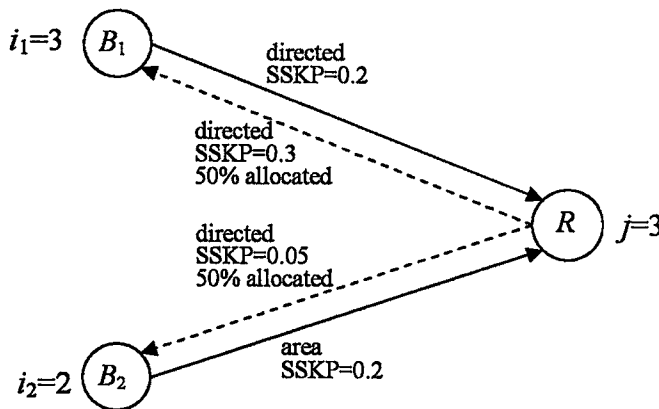 i₁=3
B₁
directed
SSKP=0.2
directed
SSKP=0.3
50% allocated
R
j=3
directed
SSKP=0.05
50% allocated
area
SSKP=0.2
i₂=2
B₂